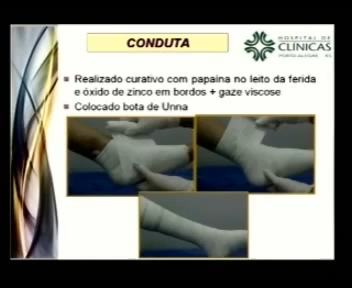 CONDUTA
HOSPITAL DE
CLÍNICAS
PORTO ALEGRE RS
Realizado curativo com papaína no leito da ferida
e óxido de zinco em bordos + gaze viscose
Colocado bota de Unna